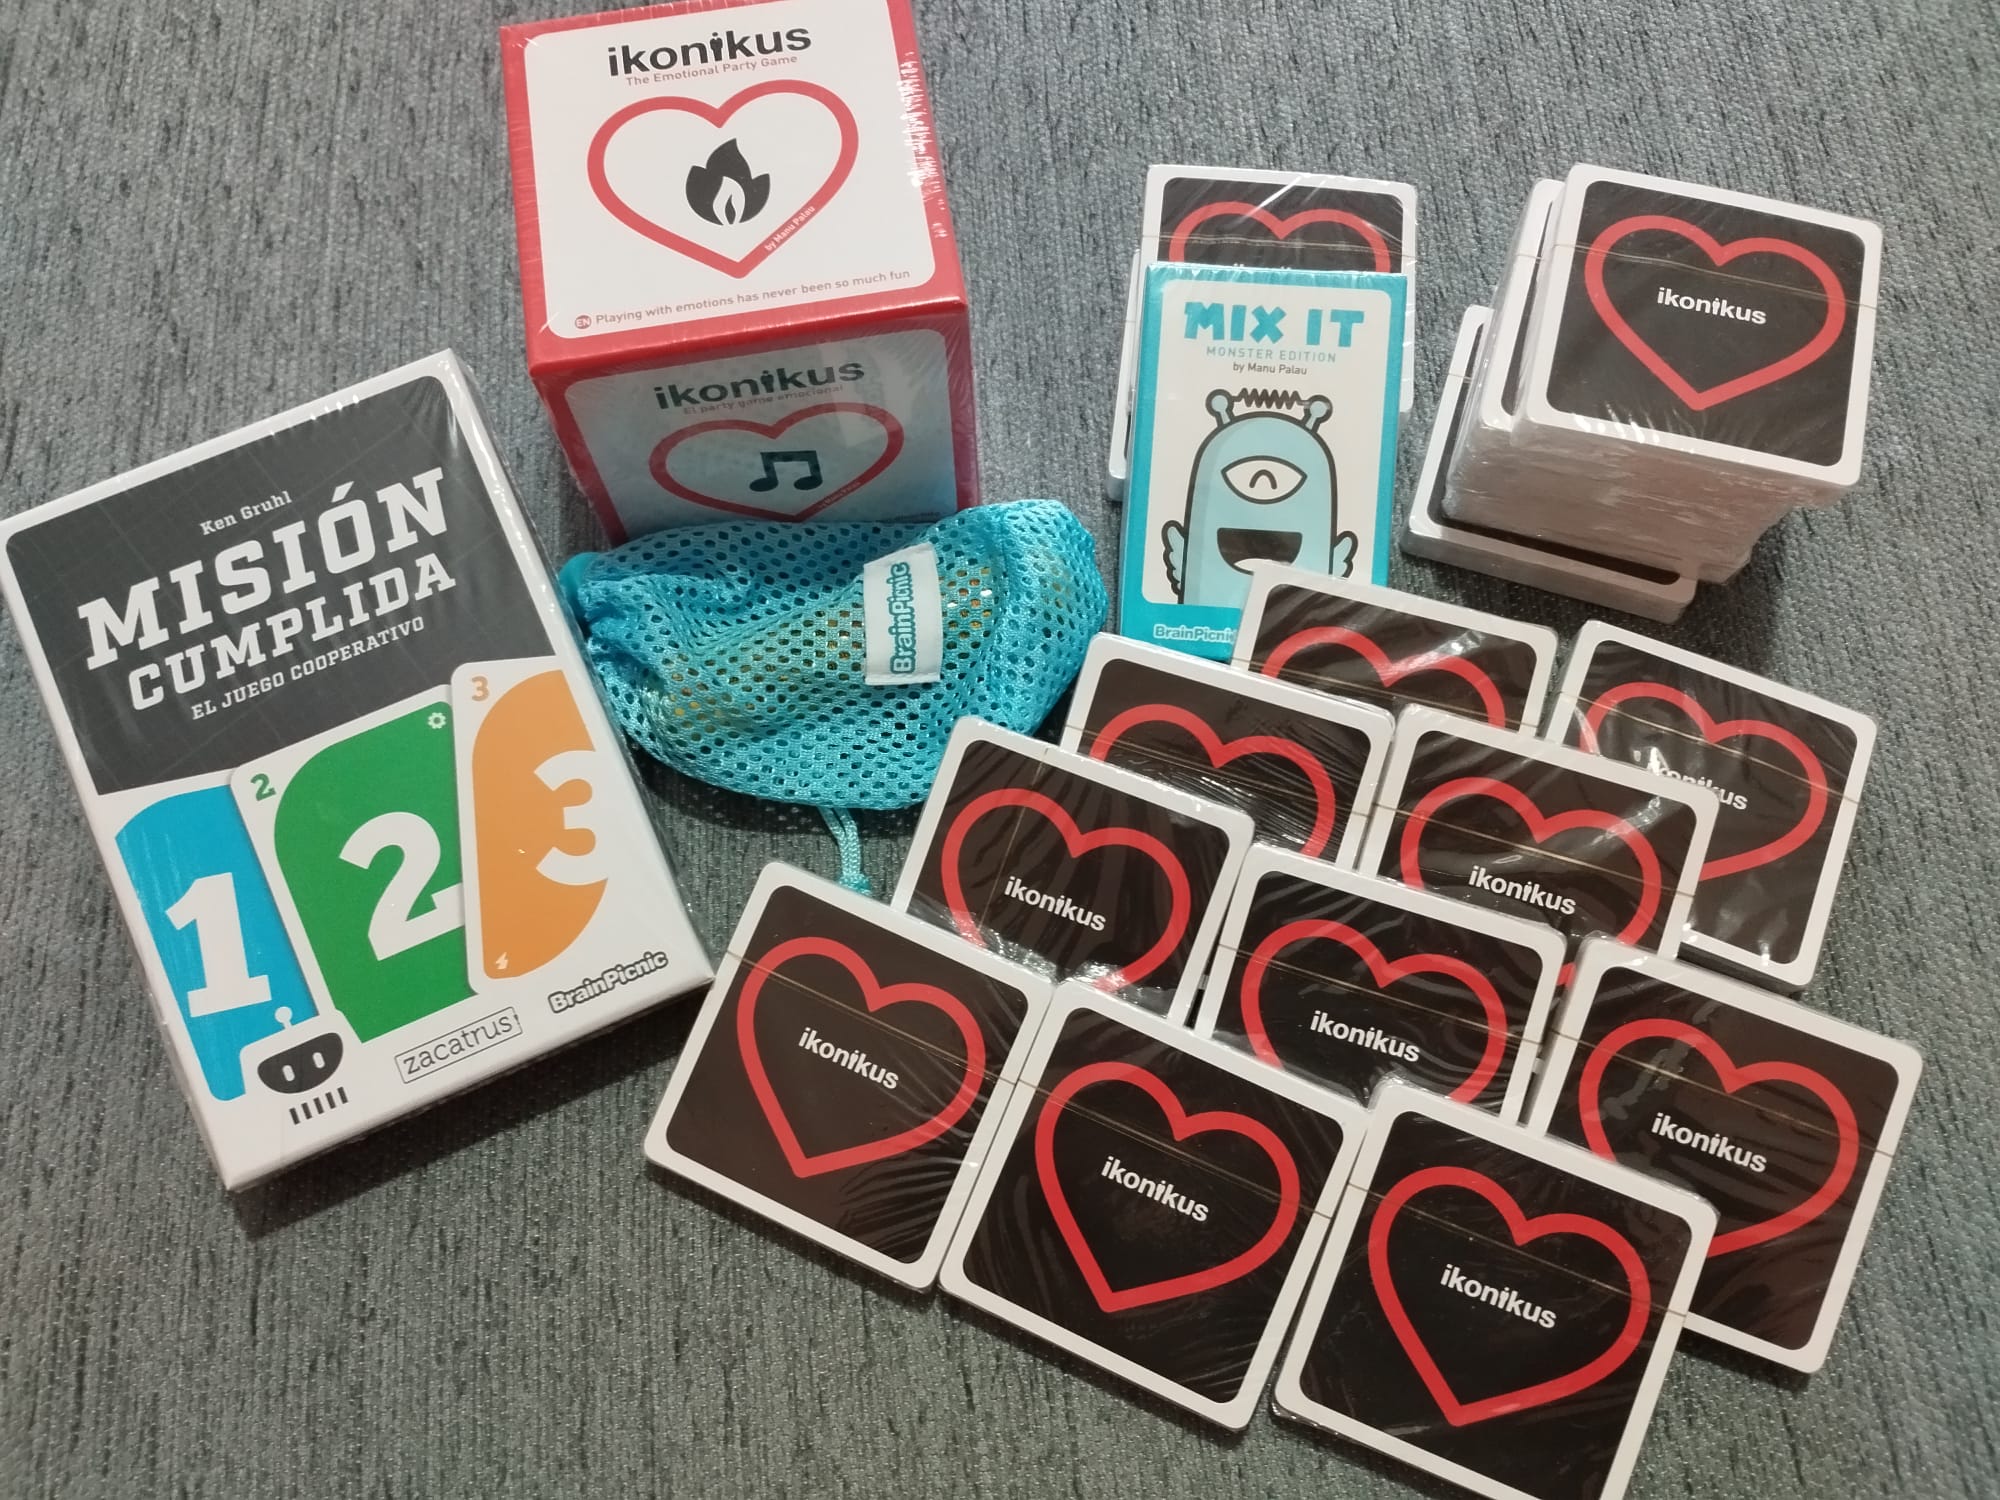 ikonikus
The Emotional Party Game
by Manu Palau
EN Playing with emotions has never been so much fun
ikonikus
El party game emocional
Ken Gruhl
MISIÓN
CUMPLIDA
EL JUEGO COOPERATIVO
1
2
2
3
3
zacatrus
BrainPicnic
BrainPicnic
MIX IT
MONSTER EDITION
by Manu Palau
BrainPicnic
ikonikus
ikonikus
ikonikus
ikonikus
ikonikus
ikonikus
ikonikus
ikonikus
ikonikus